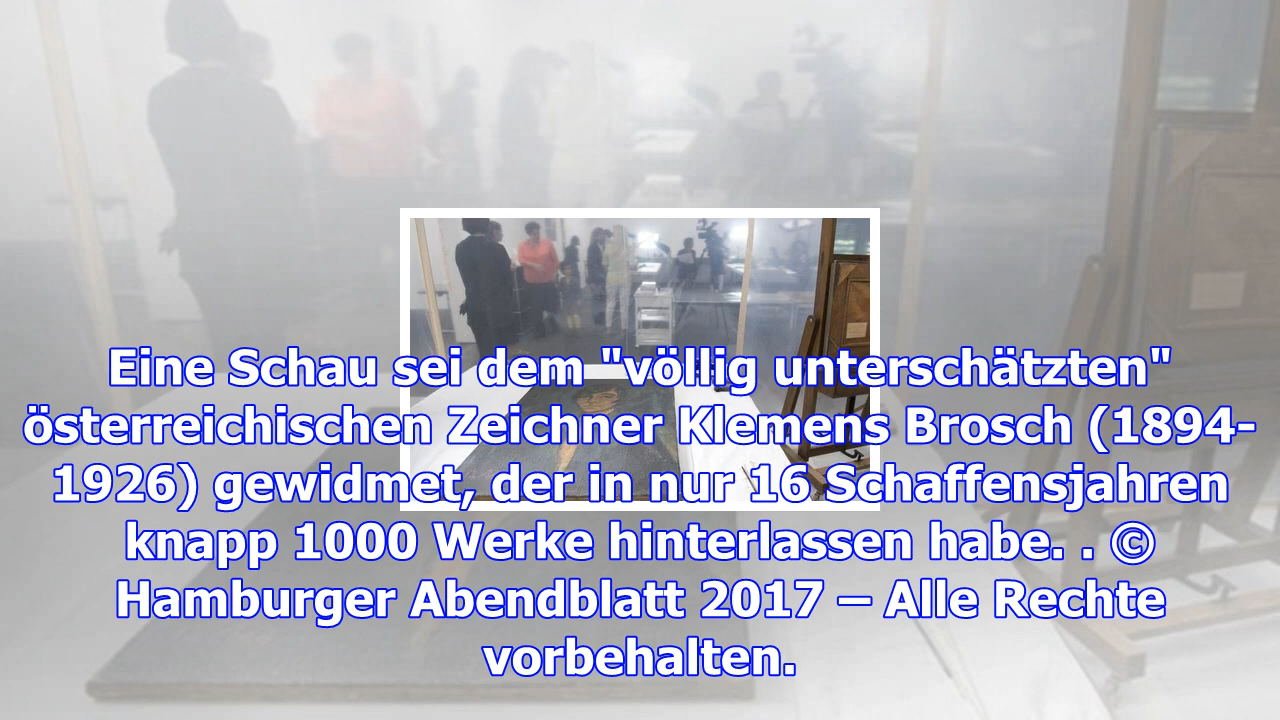 Eine Schau sei dem "völlig unterschätzten"
österreichischen Zeichner Klemens Brosch (1894-
1926) gewidmet, der in nur 16 Schaffensjahren
knapp 1000 Werke hinterlassen habe. . ©
Hamburger Abendblatt 2017 – Alle Rechte
vorbehalten.